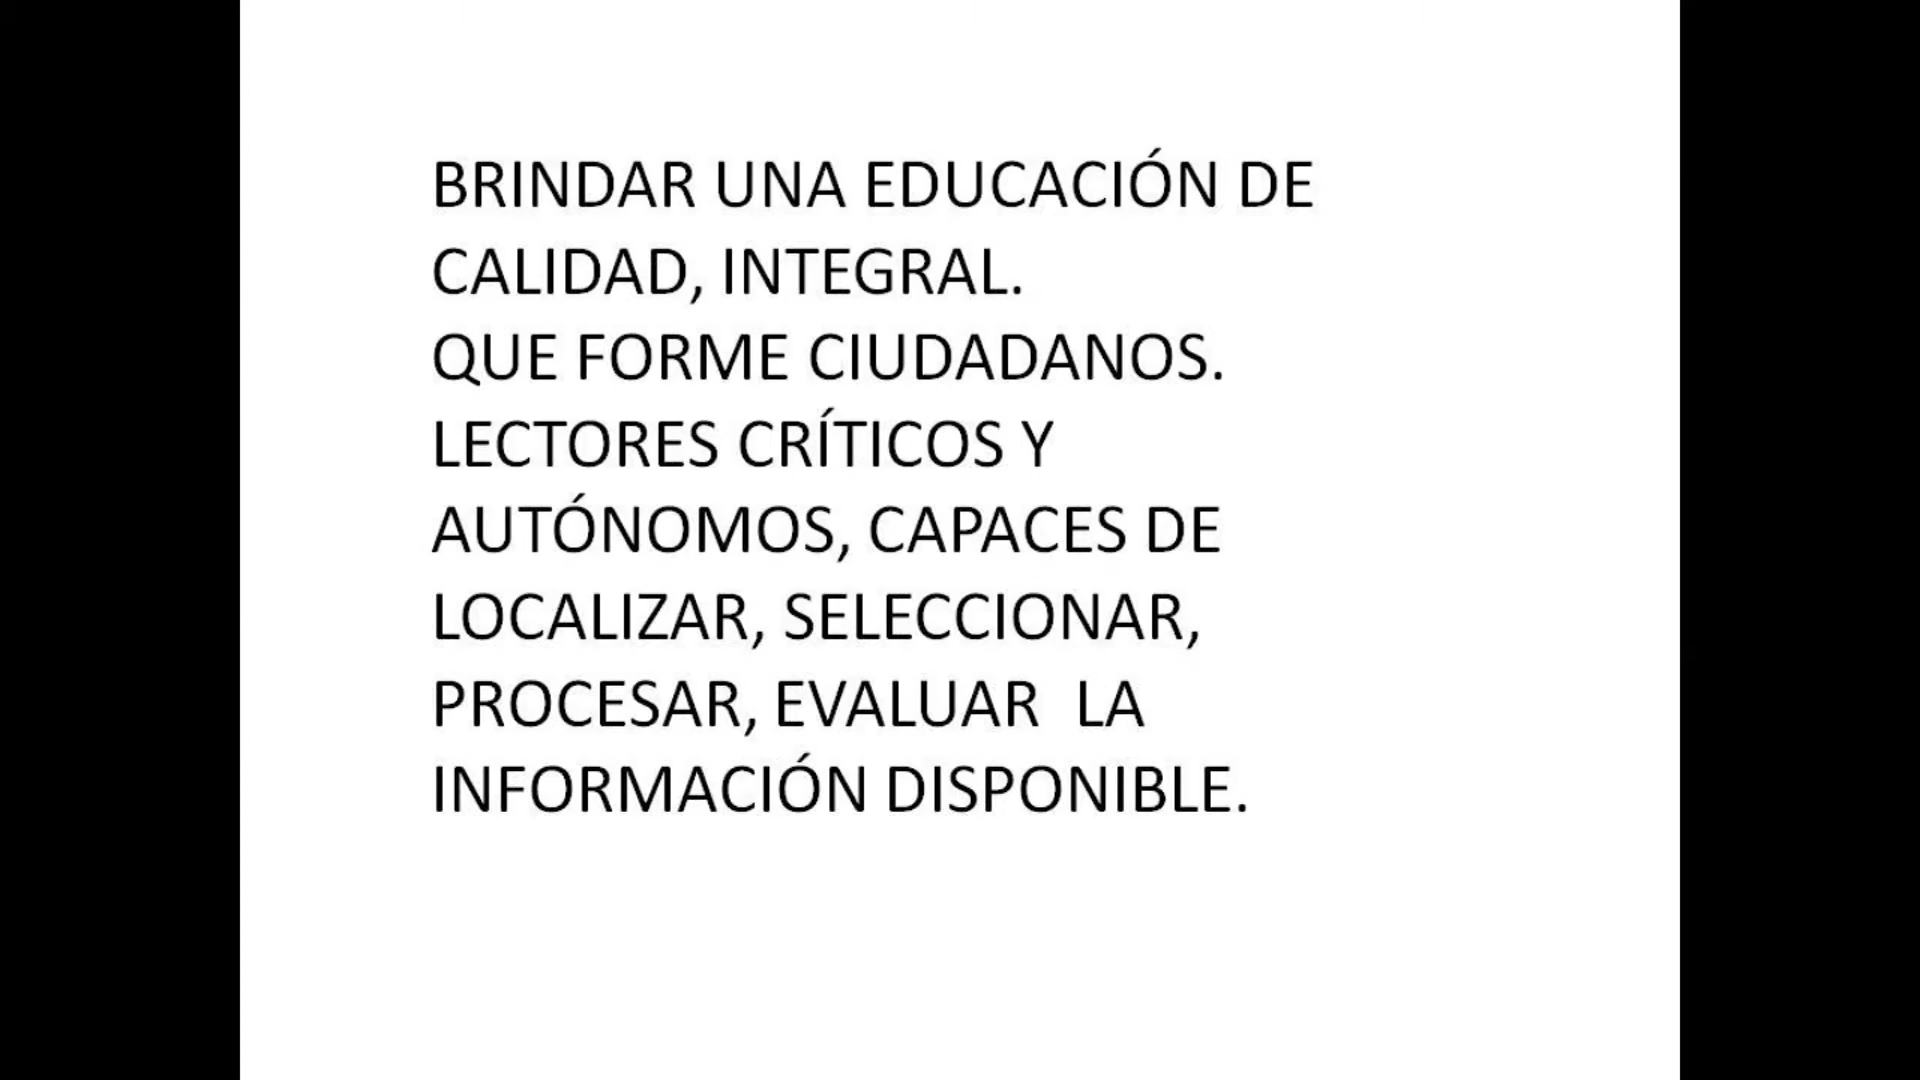 BRINDAR UNA EDUCACIÓN DE
CALIDAD, INTEGRAL.
QUE FORME CIUDADANOS.
LECTORES CRÍTICOS Y
AUTÓNOMOS, CAPACES DE
LOCALIZAR, SELECCIONAR,
PROCESAR, EVALUAR  LA
INFORMACIÓN DISPONIBLE.